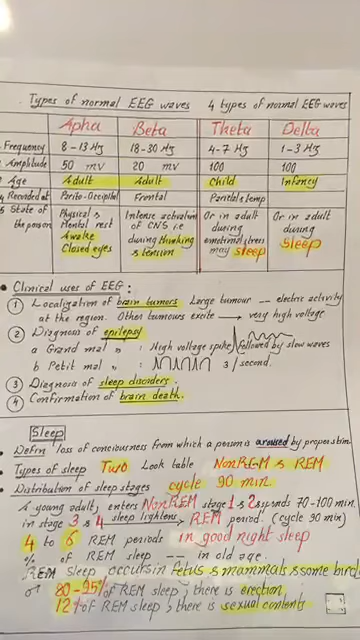 Types of normal EEG waves   4 types of normal EEG waves
Apha   Beta   Theta   Delta
Frequency   8-13 Hz   18-30 Hz   4-7 Hz   1-3 Hz
Amplitude   50 mv   20 mv   100   100
Age   Adult   Adult   Child   Infancy
Recorded at   Parito-Occipital   Frontal   Parital & temp
5 State of the person   Physical & Mental rest Awake Closed eyes   Intense activation of CNS i.e during thinking & tension   Or in adult during emotional stress may sleep   Or in adult during Sleep
• Clinical uses of EEG :
① Localization of brain tumors Large tumour -- electric activity
at the region. Other tumours excite → very high voltage
② Diagnosis of epilepsy
a Grand mal " : High voltage spike followed by slow waves
b Petit mal " : 3/second.
③ Diagnosis of sleep disorders.
④ Confirmation of brain death.
Sleep
• Defrn loss of conciousness from which a person is aroused by proper stim
• Types of sleep Two Look table NonREM & REM
• Distribution of sleep stages cycle 90 min
A young adult, enters NonREM stage 1 & 2 spends 70-100 min.
in stage 3 & 4 sleep lightens, REM period. (cycle 90 min)
4 to 6 REM periods in good night sleep
% of REM sleep -- in old age.
REM sleep occurs in fetus & mammals & some bird
80-95% of REM sleep; there is erection
12% of REM sleep; there is sexual contents